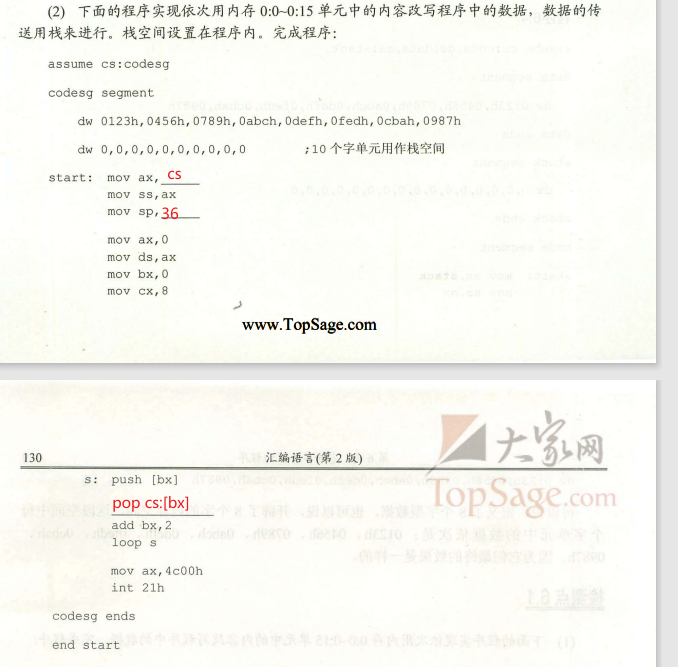 (2) 下面的程序实现依次用内存 0:0~0:15 单元中的内容改写程序中的数据，数据的传
送用栈来进行。栈空间设置在程序内。完成程序:
assume cs:codesg
codesg segment
dw 0123h,0456h,0789h,0abch,0defh,0fedh,0cbah,0987h
dw 0,0,0,0,0,0,0,0,0,0 ;10 个字单元用作栈空间
start: mov ax, cs
mov ss,ax
mov sp,36
mov ax,0
mov ds,ax
mov bx,0
mov cx,8
www.TopSage.com
大家网
130 汇编语言(第 2 版)
s: push [bx]
TopSage.com
pop cs:[bx]
add bx,2
loop s
mov ax,4c00h
int 21h
codesg ends
end start